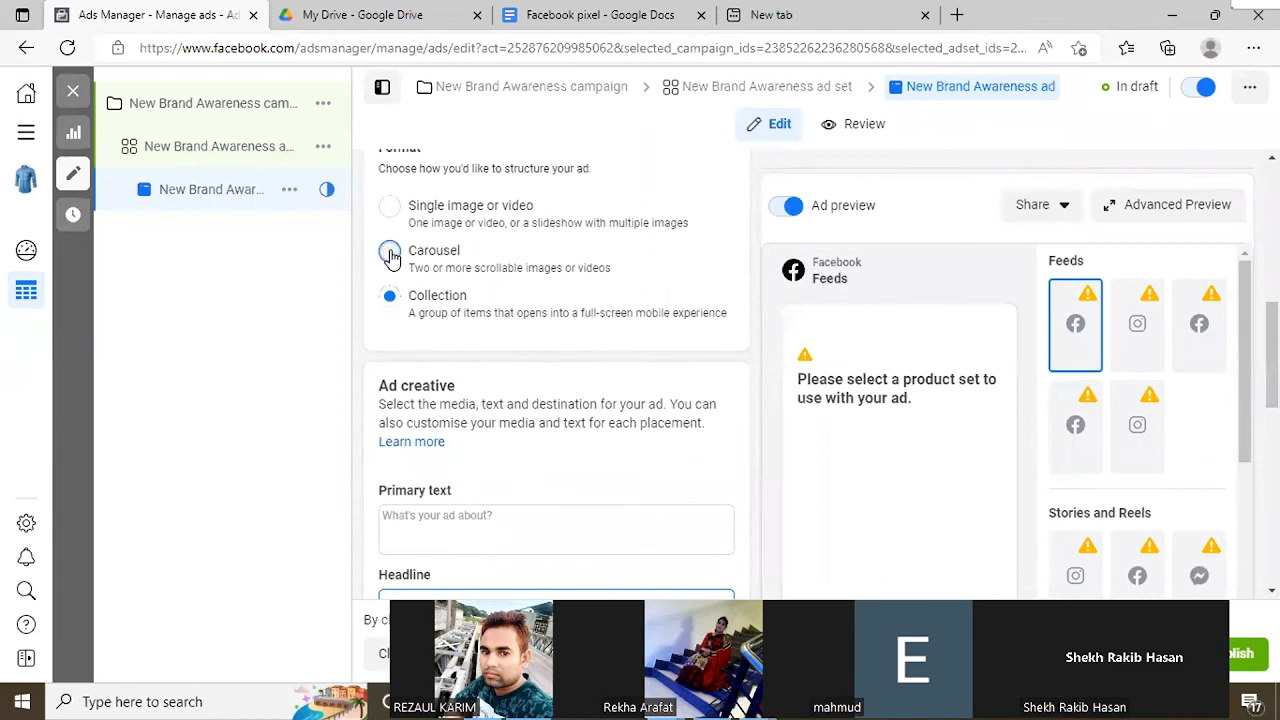 Ads Manager - Manage ads - Ad
My Drive - Google Drive
Facebook pixel - Google Docs
New tab
https://www.facebook.com/adsmanager/manage/ads/edit?act=252876209985062&selected_campaign_ids=23852262236280568&selected_adset_ids=2...
New Brand Awareness campaign
New Brand Awareness ad set
New Brand Awareness ad
In draft
Edit
Review
New Brand Awareness cam...
New Brand Awareness a...
New Brand Awar...
Format
Choose how you'd like to structure your ad.
Single image or video
One image or video, or a slideshow with multiple images
Carousel
Two or more scrollable images or videos
Collection
A group of items that opens into a full-screen mobile experience
Ad creative
Select the media, text and destination for your ad. You can
also customise your media and text for each placement.
Learn more
Primary text
What's your ad about?
Headline
By c
Cl
Ad preview
Share
Advanced Preview
Facebook
Feeds
Please select a product set to
use with your ad.
Feeds
Stories and Reels
lish
REZAUL KARIM
Rekha Arafat
E
mahmud
Shekh Rakib Hasan
Shekh Rakib Hasan
Type here to search
17